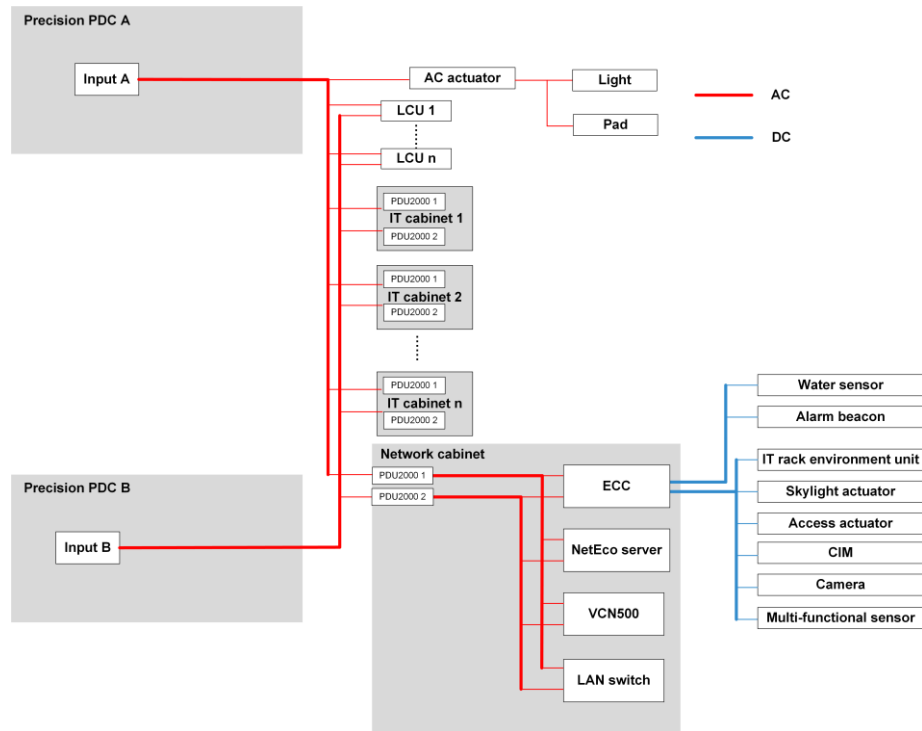 Precision PDC A
Input A
AC actuator
Light
Pad
AC
DC
LCU 1
LCU n
PDU2000 1
IT cabinet 1
PDU2000 2
PDU2000 1
IT cabinet 2
PDU2000 2
PDU2000 1
IT cabinet n
PDU2000 2
Network cabinet
PDU2000 1
PDU2000 2
ECC
NetEco server
VCN500
LAN switch
Precision PDC B
Input B
Water sensor
Alarm beacon
IT rack environment unit
Skylight actuator
Access actuator
CIM
Camera
Multi-functional sensor